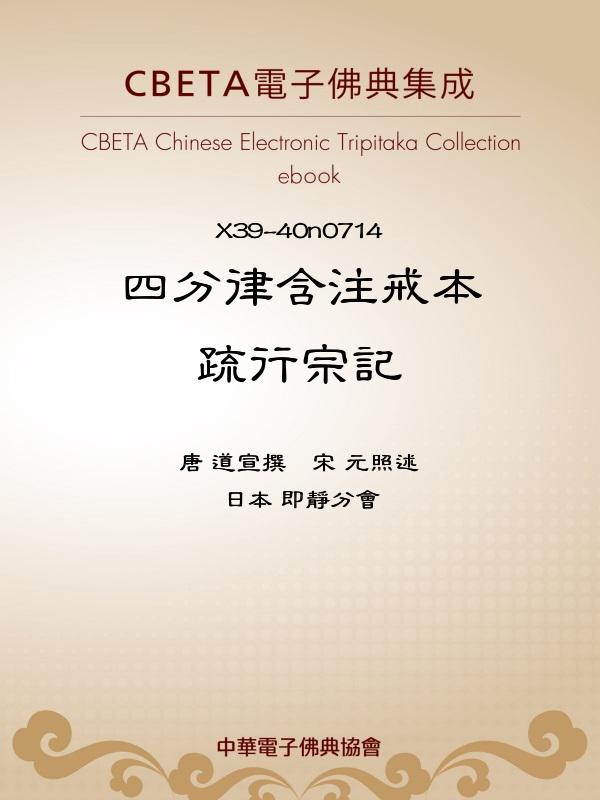 CBETA電子佛典集成
CBETA Chinese Electronic Tripitaka Collection
ebook
X39-40n0714
四分律含注戒本
疏行宗記
唐 道宣撰　宋 元照述
日本 即靜分會
中華電子佛典協會